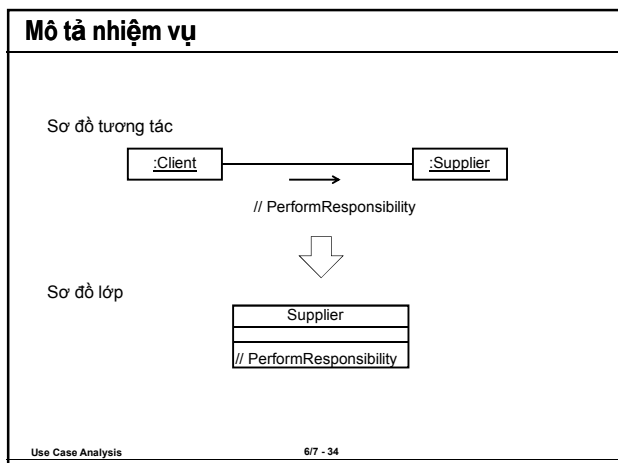 Mô tả nhiệm vụ
Sơ đồ tương tác
:Client
:Supplier
// PerformResponsibility
Sơ đồ lớp
Supplier
// PerformResponsibility
Use Case Analysis
6/7 - 34